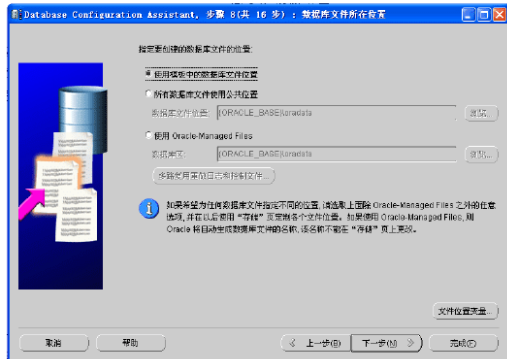 Database Configuration Assistant, 步骤 8(共 16 步) : 数据库文件所在位置
指定要创建的数据库文件的位置:
使用模板中的数据库文件位置
所有数据库文件使用公共位置
数据库文件位置: {ORACLE_BASE}\oradata
浏览...
使用 Oracle-Managed Files
数据库区: {ORACLE_BASE}\oradata
浏览...
多路复用重做日志和控制文件...
如果希望为任何数据库文件指定不同的位置, 请选取上面除 Oracle-Managed Files 之外的任意
选项, 并在以后使用 "存储" 页定制各个文件位置。如果使用 Oracle-Managed Files, 则
Oracle 将自动生成数据库文件的名称, 该名称不能在 "存储" 页上更改。
文件位置变量...
取消
帮助
上一步(B)
下一步(N)
完成(F)